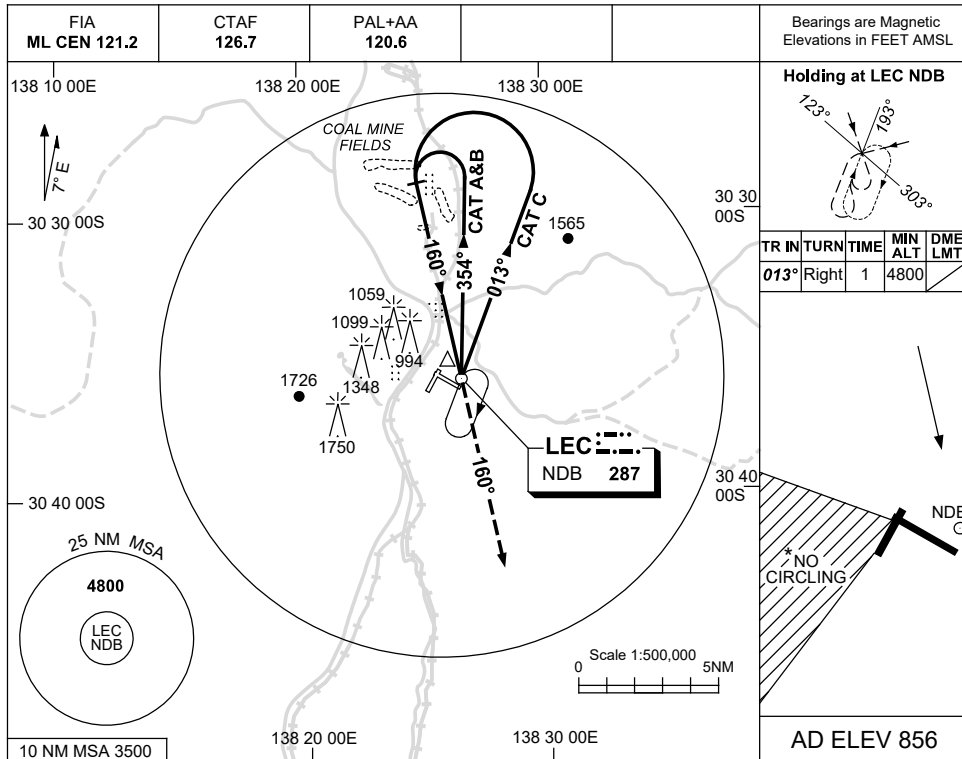 FIA
ML CEN 121.2
CTAF
126.7
PAL+AA
120.6
Bearings are Magnetic
Elevations in FEET AMSL
138 10 00E
138 20 00E
138 30 00E
7° E
COAL MINE
FIELDS
CAT A&B
CAT C
30 30 00S
30 30
00S
1565
160°
354°
013°
1059
1099
994
1348
1726
1750
LEC
NDB 287
160°
30 40 00S
30 40
00S
25 NM MSA
4800
LEC
NDB
Scale 1:500,000
0 5NM
10 NM MSA 3500
138 20 00E
138 30 00E
Holding at LEC NDB
123°
193°
303°
TR IN TURN TIME MIN ALT DME LMT
013° Right 1 4800
NDB
*NO
CIRCLING
AD ELEV 856